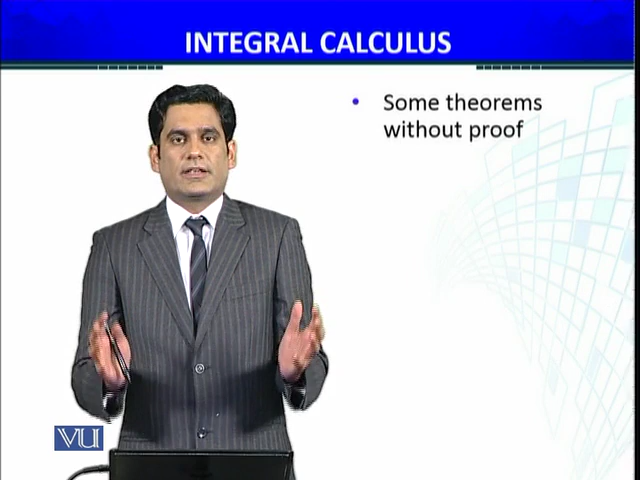 INTEGRAL CALCULUS
• Some theorems
without proof
VU